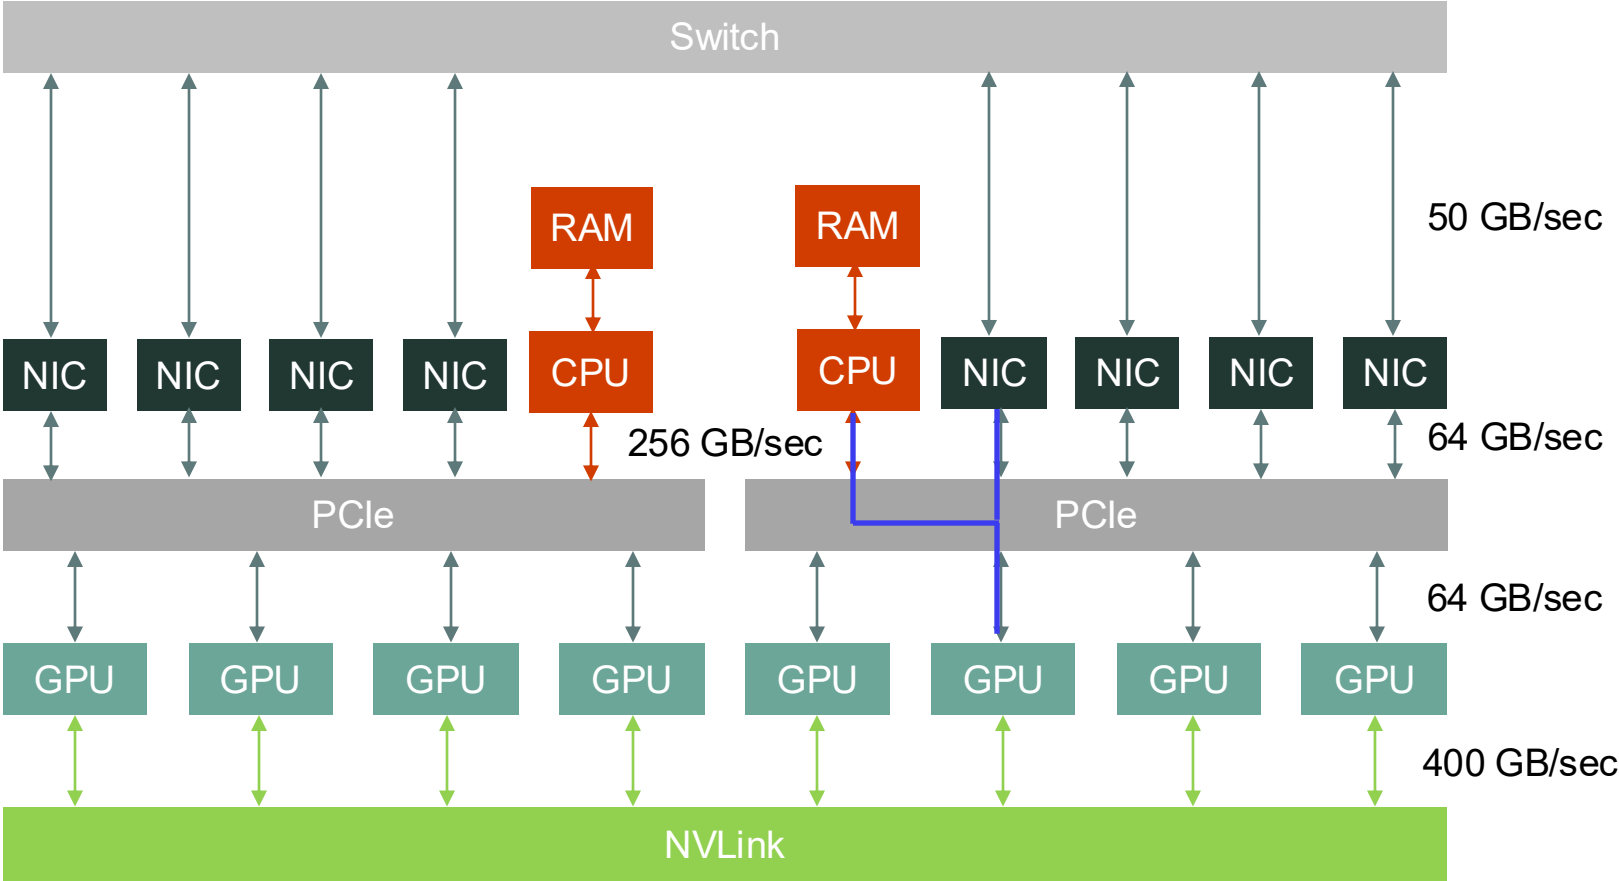 Switch
50 GB/sec
RAM
RAM
NIC
NIC
NIC
NIC
CPU
CPU
NIC
NIC
NIC
NIC
256 GB/sec
64 GB/sec
PCIe
PCIe
64 GB/sec
GPU
GPU
GPU
GPU
GPU
GPU
GPU
GPU
400 GB/sec
NVLink